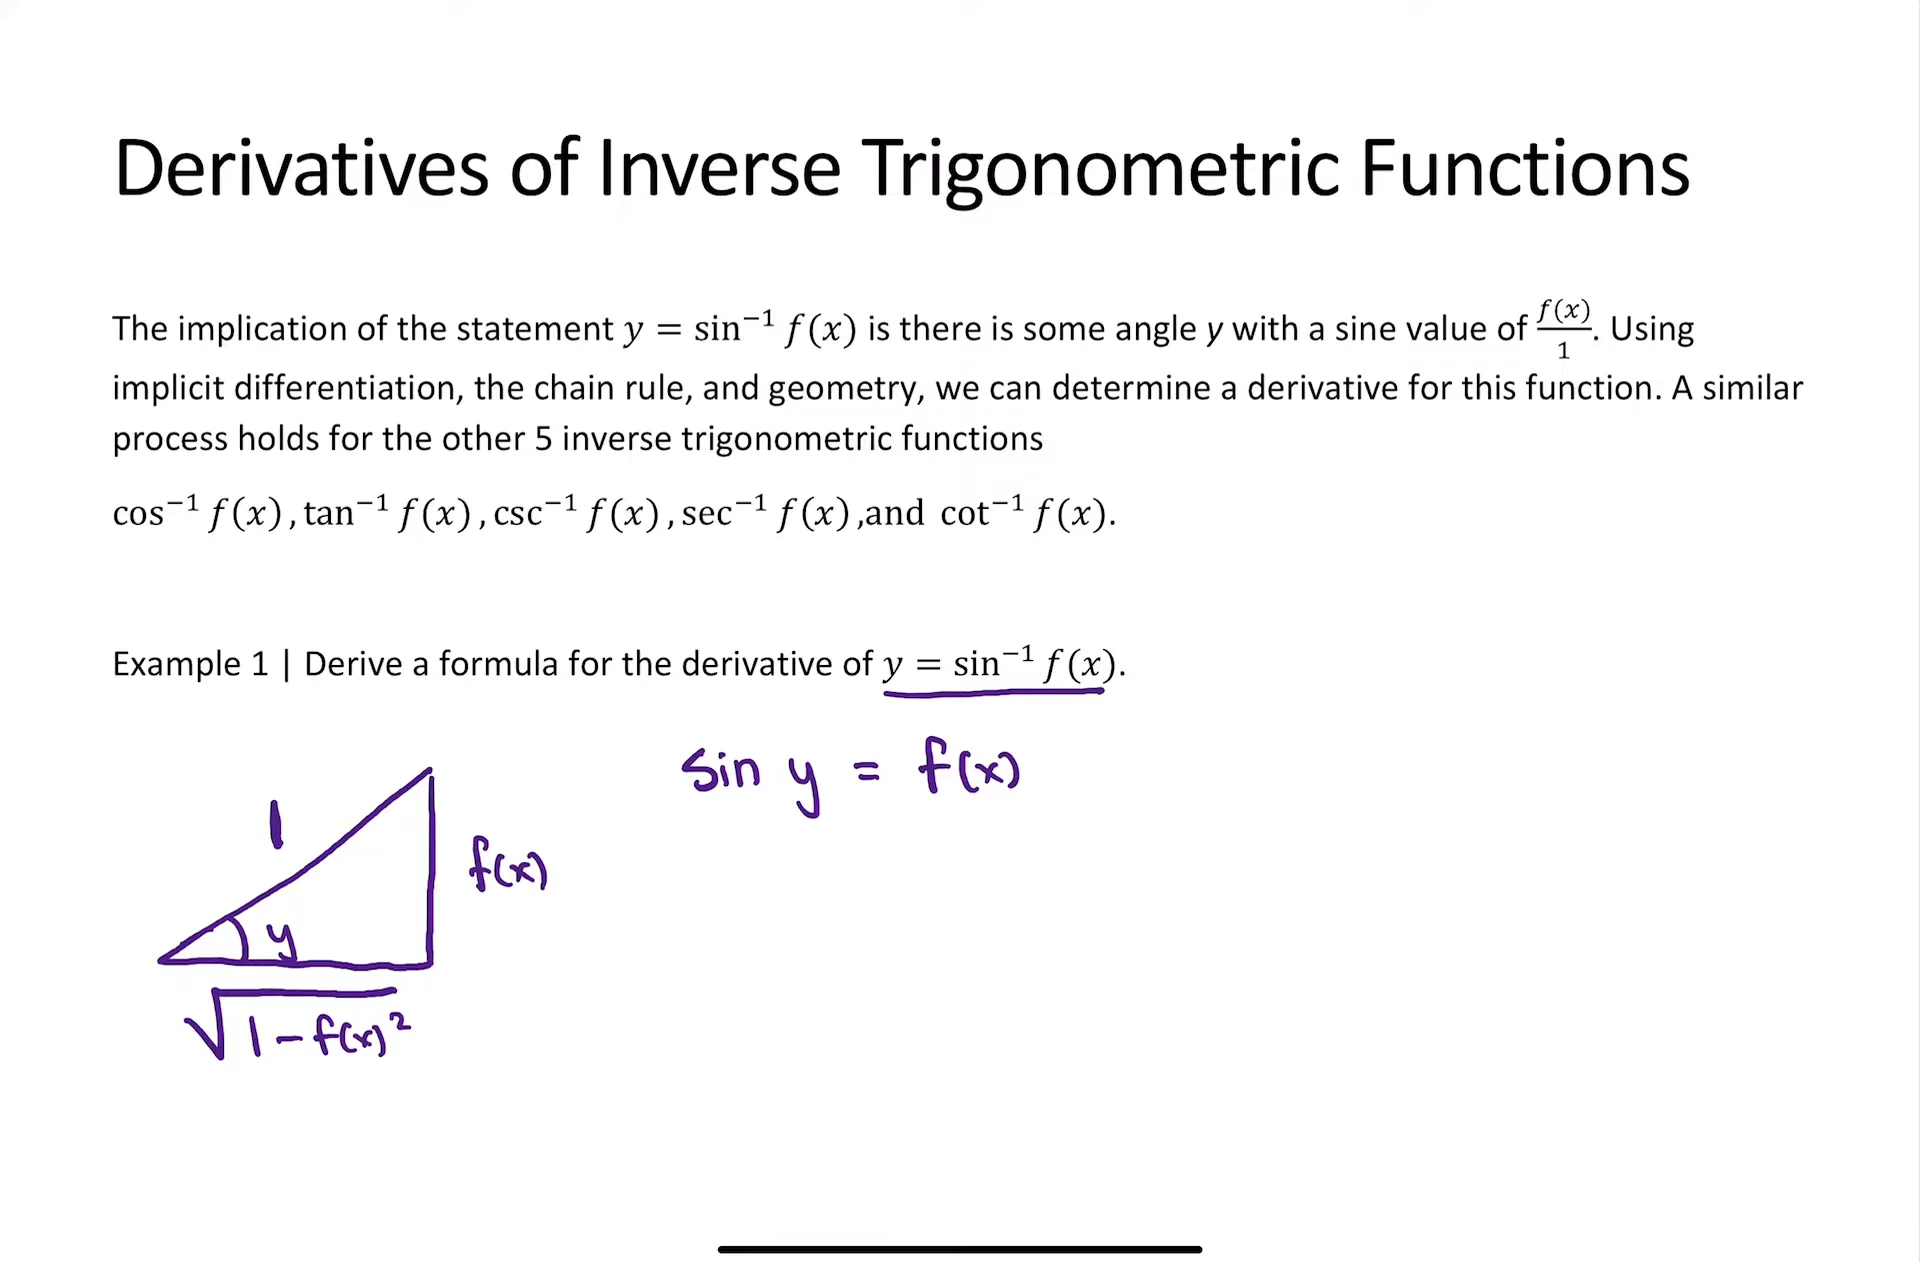 Derivatives of Inverse Trigonometric Functions
The implication of the statement y = sin⁻¹ f(x) is there is some angle y with a sine value of f(x)/1. Using
implicit differentiation, the chain rule, and geometry, we can determine a derivative for this function. A similar
process holds for the other 5 inverse trigonometric functions
cos⁻¹ f(x), tan⁻¹ f(x), csc⁻¹ f(x), sec⁻¹ f(x),and cot⁻¹ f(x).
Example 1 | Derive a formula for the derivative of y = sin⁻¹ f(x).
sin y = f(x)
1
f(x)
y
√1-f(x)²